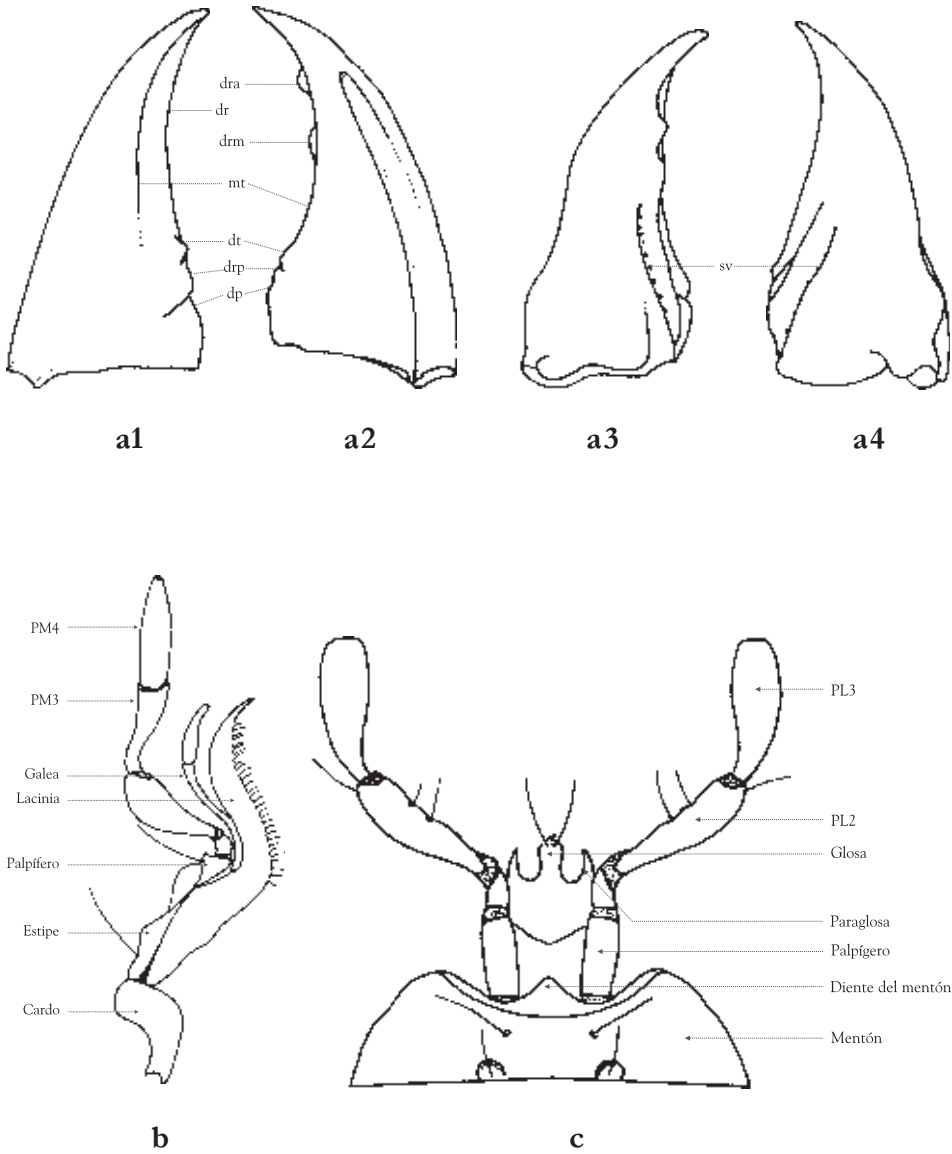 dra
dr
drm
mt
dt
drp
dp
sv
a1
a2
a3
a4
PM4
PM3
Galea
Lacinia
Palpífero
Estipe
Cardo
PL3
PL2
Glosa
Paraglosa
Palpígero
Diente del mentón
Mentón
b
c